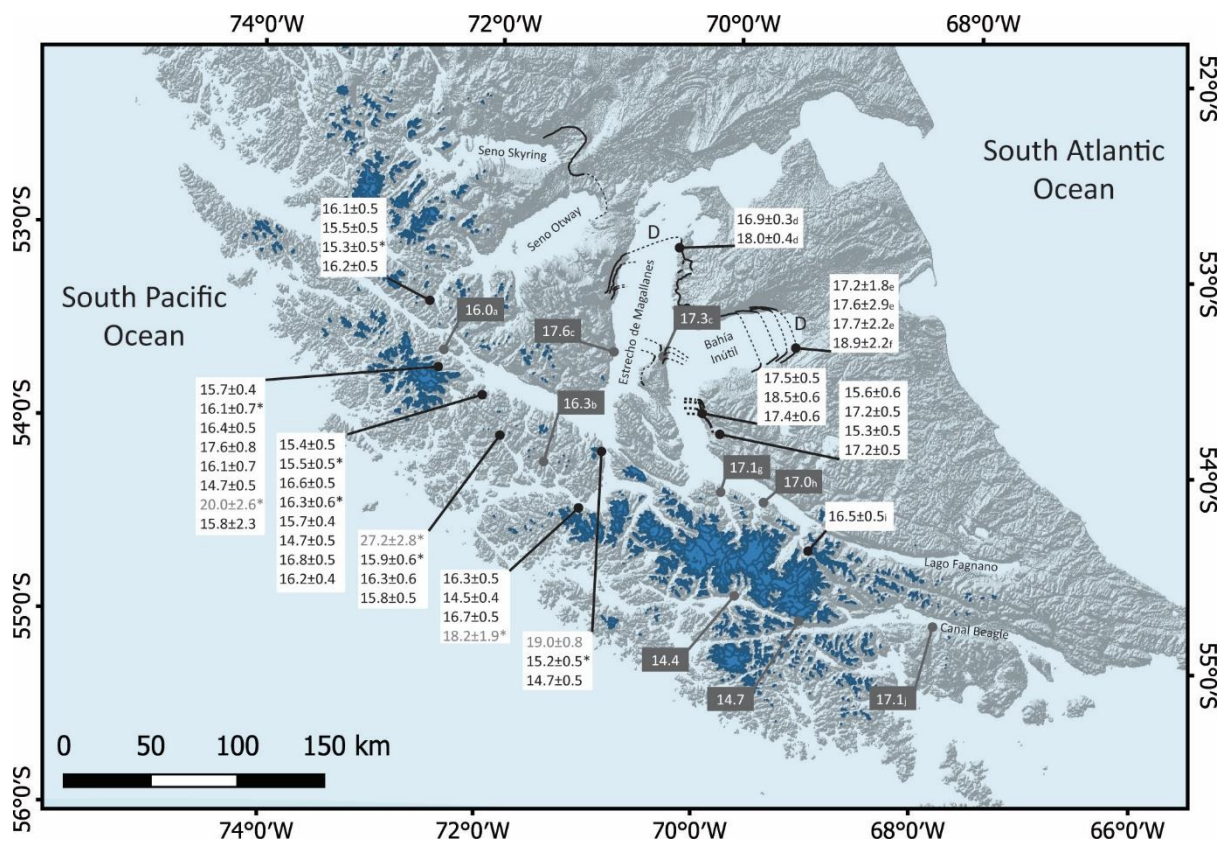 74°0'W
72°0'W
70°0'W
68°0'W
52°0'S
53°0'S
54°0'S
55°0'S
53°0'S
54°0'S
55°0'S
56°0'S
74°0'W
72°0'W
70°0'W
68°0'W
66°0'W
South Pacific
Ocean
South Atlantic
Ocean
Seno Skyring
Seno Otway
Estrecho de Magallanes
Bahía
Inútil
Lago Fagnano
Canal Beagle
D
D
16.1±0.5
15.5±0.5
15.3±0.5*
16.2±0.5
16.9±0.3d
18.0±0.4d
17.2±1.8e
17.6±2.9e
17.7±2.2e
18.9±2.2f
16.0a
17.6c
17.3c
16.3b
17.5±0.5
18.5±0.6
17.4±0.6
15.6±0.6
17.2±0.5
15.3±0.5
17.2±0.5
15.7±0.4
16.1±0.7*
16.4±0.5
17.6±0.8
16.1±0.7
14.7±0.5
20.0±2.6*
15.8±2.3
15.4±0.5
15.5±0.5*
16.6±0.5
16.3±0.6*
15.7±0.4
14.7±0.5
16.8±0.5
16.2±0.4
27.2±2.8*
15.9±0.6*
16.3±0.6
15.8±0.5
16.3±0.5
14.5±0.4
16.7±0.5
18.2±1.9*
19.0±0.8
15.2±0.5*
14.7±0.5
17.1g
17.0h
16.5±0.5i
14.4
14.7
17.1j
0 50 100 150 km